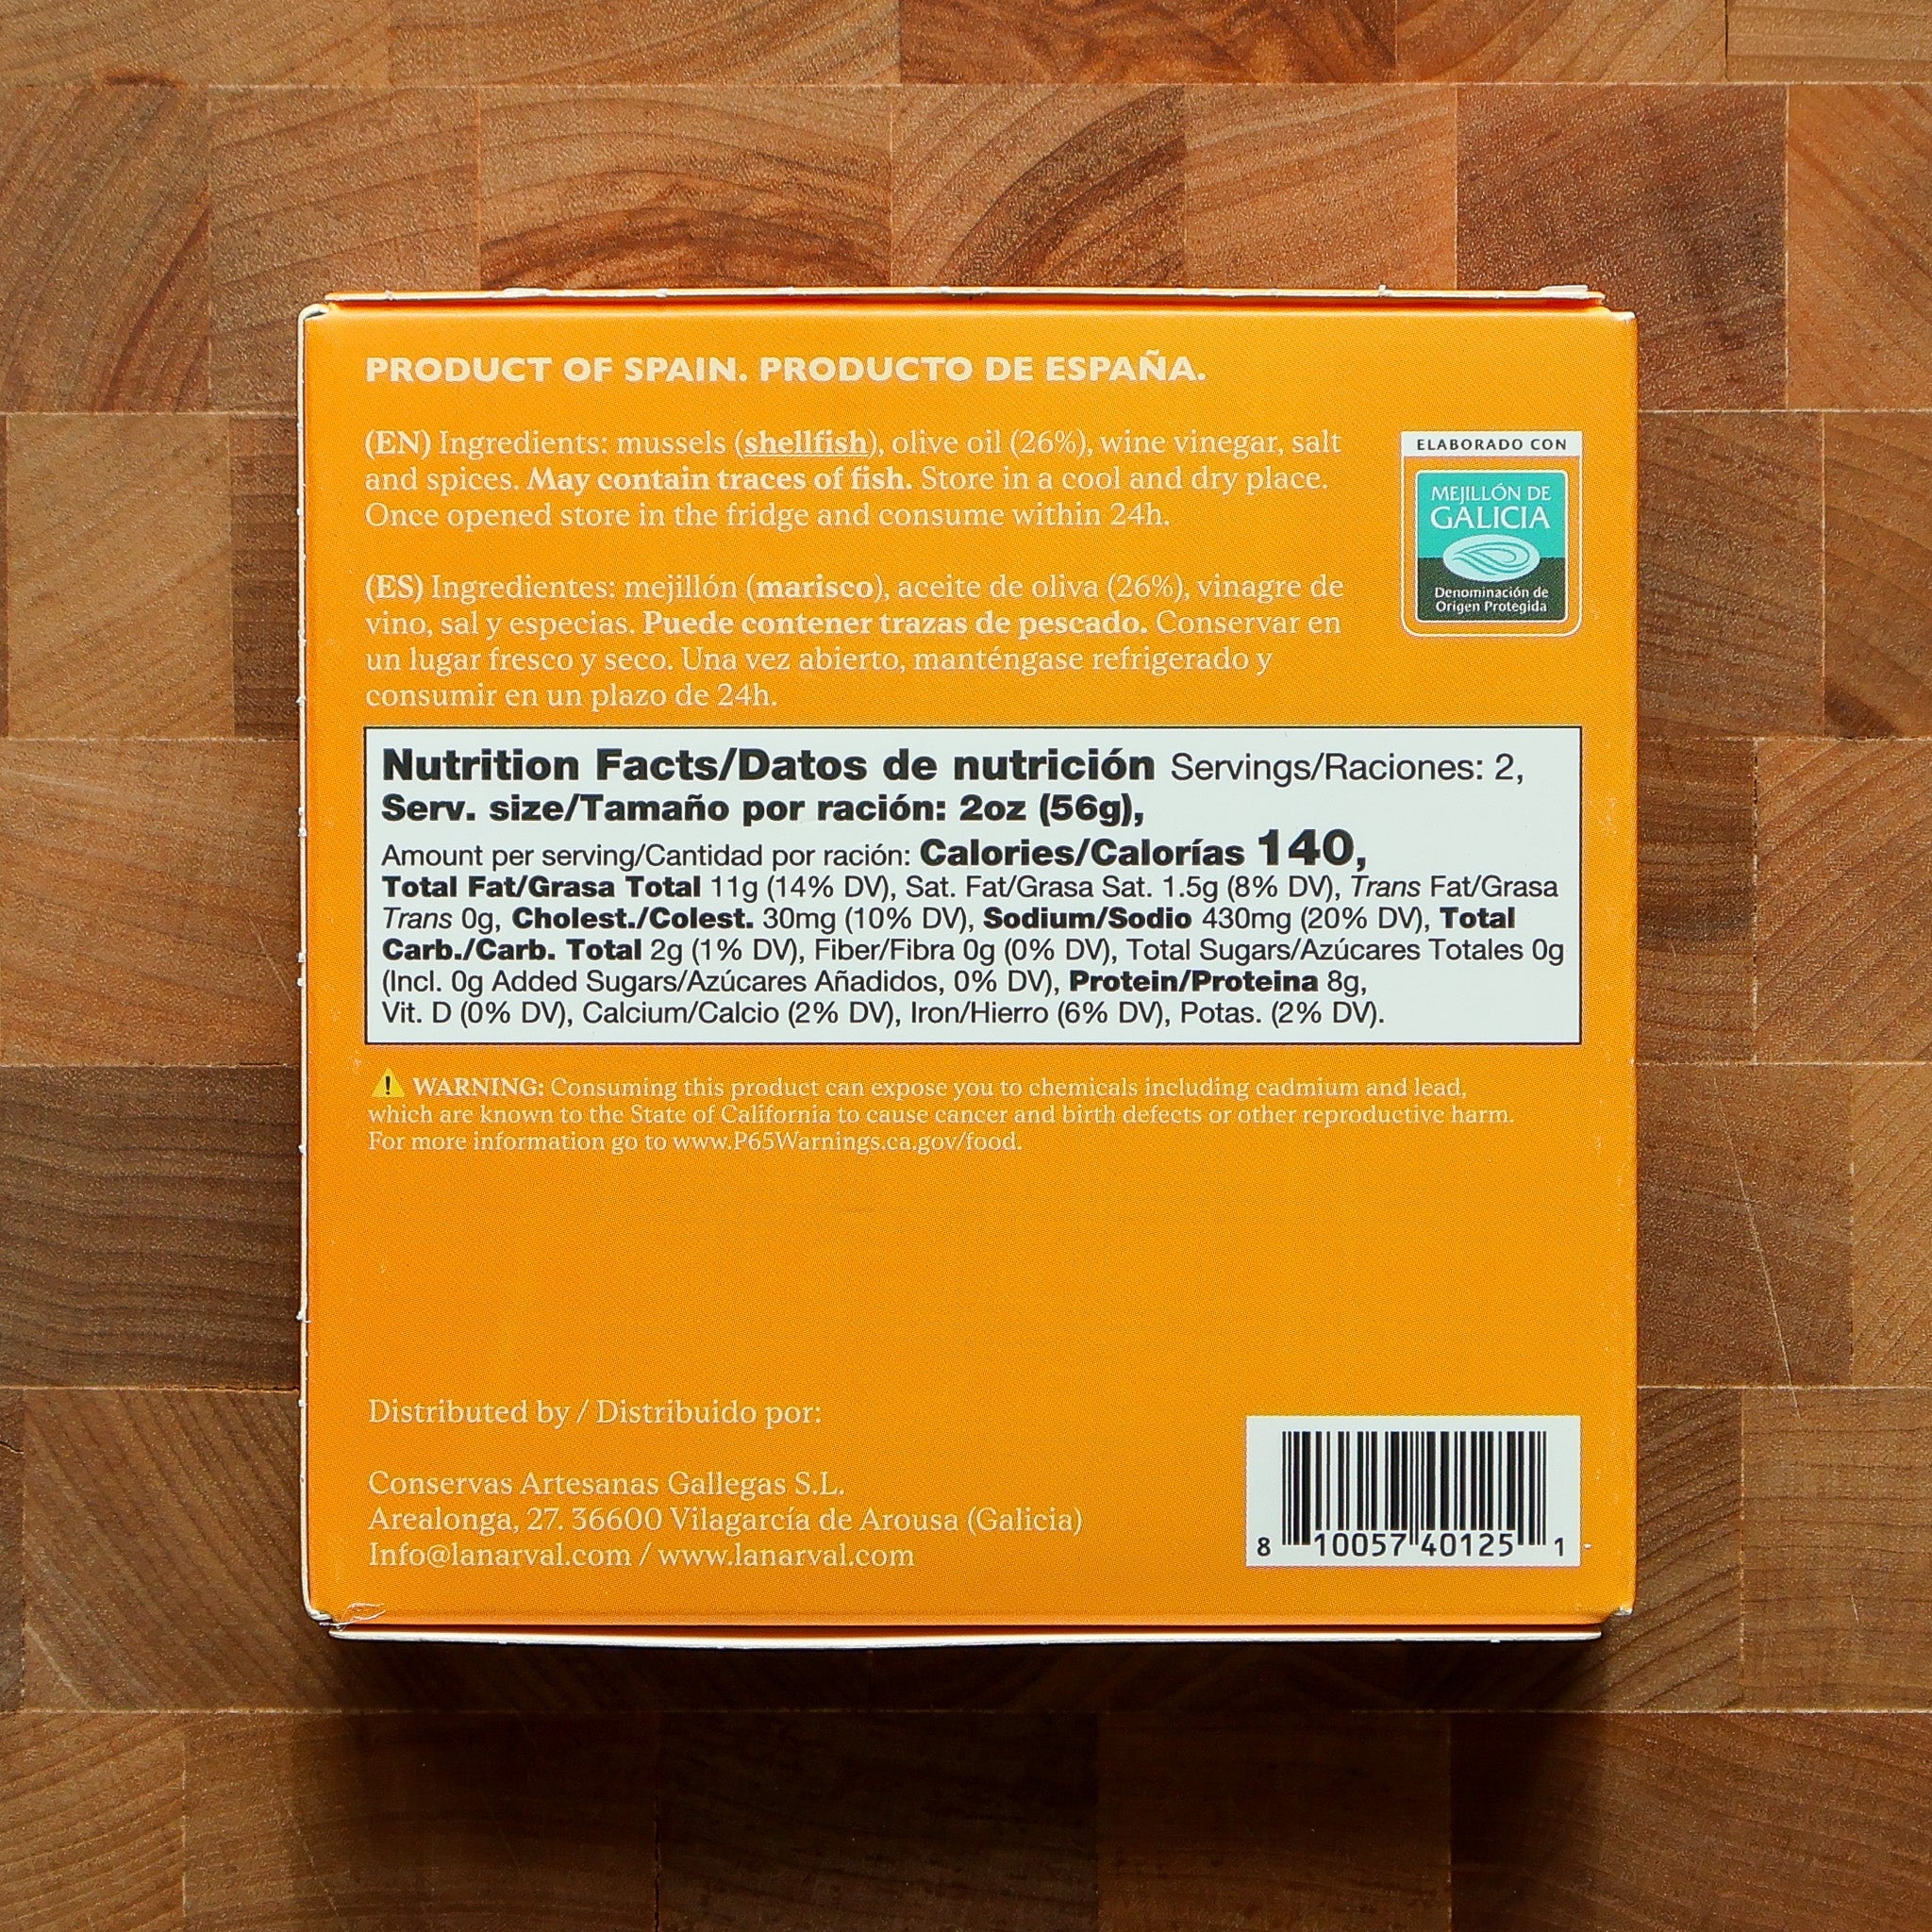 PRODUCT OF SPAIN. PRODUCTO DE ESPAÑA.
(EN) Ingredients: mussels (shellfish), olive oil (26%), wine vinegar, salt
and spices. May contain traces of fish. Store in a cool and dry place.
Once opened store in the fridge and consume within 24h.
ELABORADO CON
MEJILLÓN DE
GALICIA
Denominación de
Origen Protegida
(ES) Ingredientes: mejillón (marisco), aceite de oliva (26%), vinagre de
vino, sal y especias. Puede contener trazas de pescado. Conservar en
un lugar fresco y seco. Una vez abierto, manténgase refrigerado y
consumir en un plazo de 24h.
Nutrition Facts/Datos de nutrición Servings/Raciones: 2,
Serv. size/Tamaño por ración: 2oz (56g),
Amount per serving/Cantidad por ración: Calories/Calorías 140,
Total Fat/Grasa Total 11g (14% DV), Sat. Fat/Grasa Sat. 1.5g (8% DV), Trans Fat/Grasa
Trans 0g, Cholest./Colest. 30mg (10% DV), Sodium/Sodio 430mg (20% DV), Total
Carb./Carb. Total 2g (1% DV), Fiber/Fibra 0g (0% DV), Total Sugars/Azúcares Totales 0g
(Incl. 0g Added Sugars/Azúcares Añadidos, 0% DV), Protein/Proteina 8g,
Vit. D (0% DV), Calcium/Calcio (2% DV), Iron/Hierro (6% DV), Potas. (2% DV).
WARNING: Consuming this product can expose you to chemicals including cadmium and lead,
which are known to the State of California to cause cancer and birth defects or other reproductive harm.
For more information go to www.P65Warnings.ca.gov/food.
Distributed by / Distribuido por:
Conservas Artesanas Gallegas S.L.
Arealonga, 27. 36600 Vilagarcía de Arousa (Galicia)
Info@lanarval.com / www.lanarval.com
8 10057 40125 1